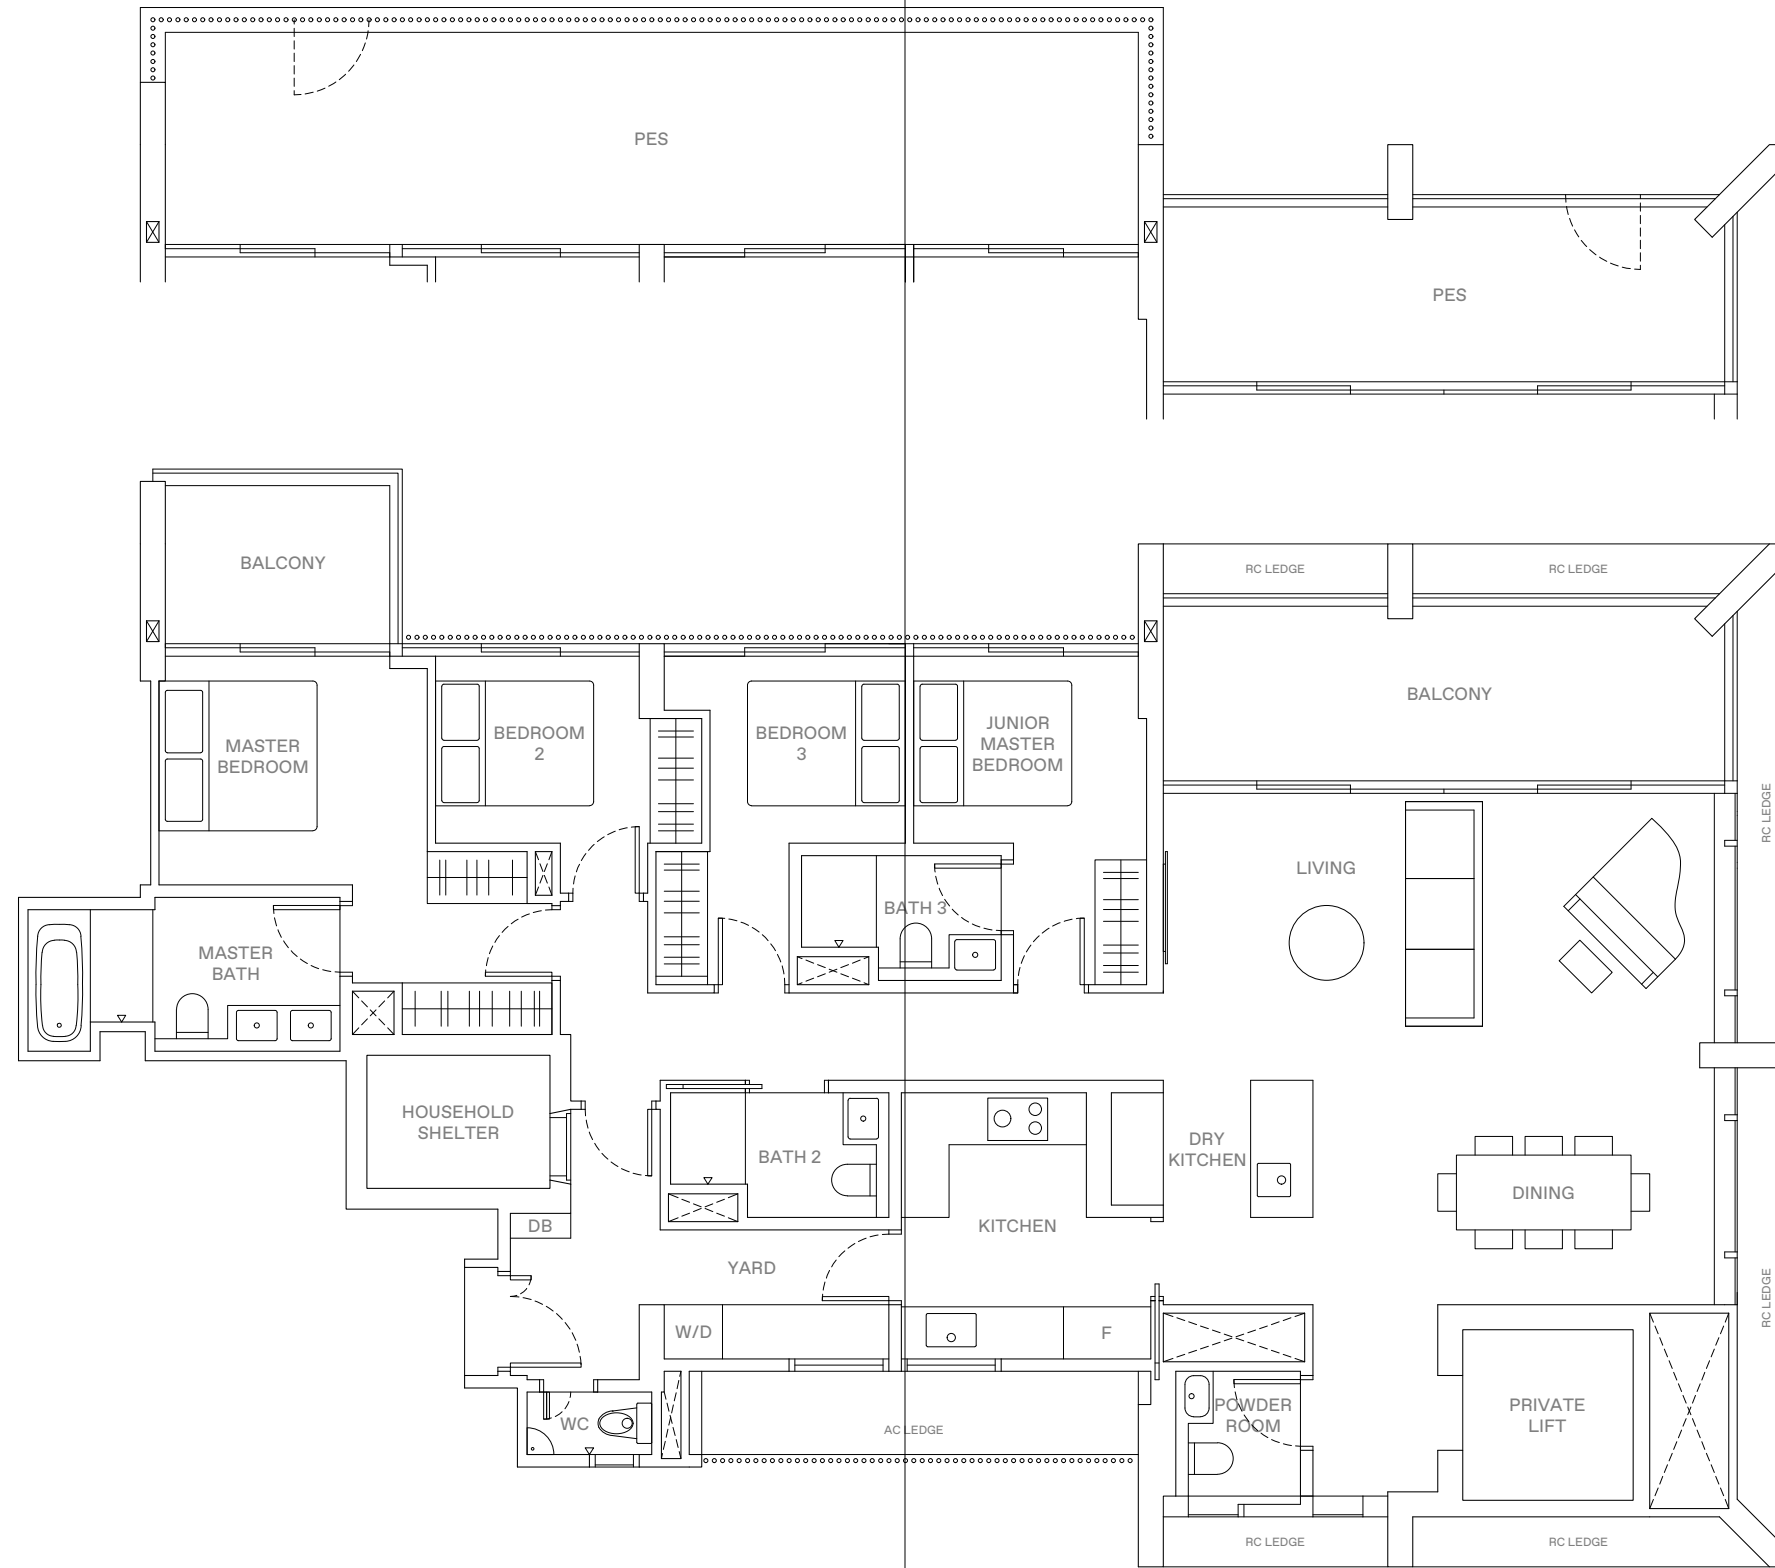 PES
PES
BALCONY
RC LEDGE
RC LEDGE
BALCONY
MASTER
BEDROOM
BEDROOM
2
BEDROOM
3
JUNIOR
MASTER
BEDROOM
RC LEDGE
LIVING
BATH 3
MASTER
BATH
HOUSEHOLD
SHELTER
BATH 2
DRY
KITCHEN
DINING
DB
KITCHEN
YARD
RC LEDGE
W/D
F
WC
AC LEDGE
POWDER
ROOM
PRIVATE
LIFT
RC LEDGE
RC LEDGE